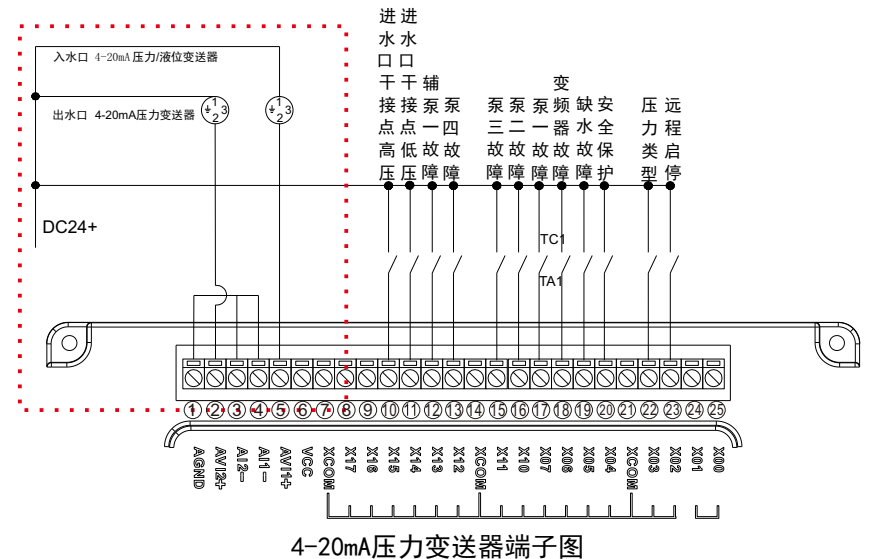 进水口干接点高压
进水口干接点低压
辅泵一故障
泵四故障
泵三故障
泵二故障
泵一故障
变频器故障
缺水故障
安全保护
压力类型
远程启停
入水口 4-20mA 压力/液位变送器
1
2
3
1
2
3
出水口 4-20mA压力变送器
DC24+
TC1
TA1
① ② ③ ④ ⑤ ⑥ ⑦ ⑧ ⑨ ⑩ ⑪ ⑫ ⑬ ⑭ ⑮ ⑯ ⑰ ⑱ ⑲ ⑳ ㉑ ㉒ ㉓ ㉔ ㉕
AGND
AVI2+
AI2-
AI1-
AVI1+
VCC
XCOM
X17
X16
X15
X14
X13
X12
XCOM
X11
X10
X07
X06
X05
X04
XCOM
X03
X02
X01
X00
4-20mA压力变送器端子图